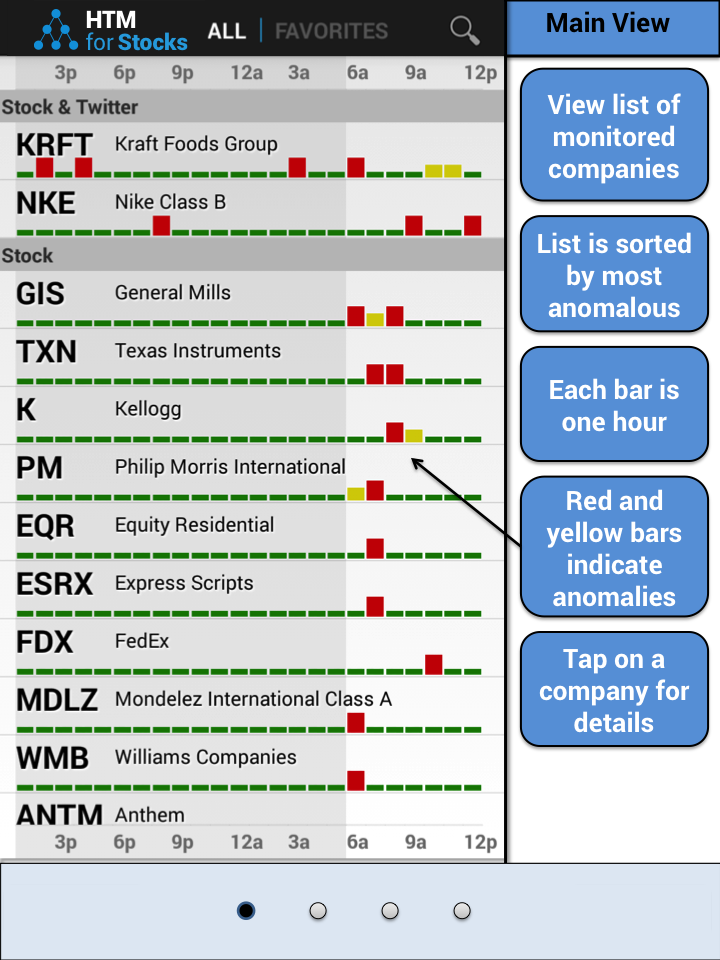 HTM
for Stocks
ALL | FAVORITES
3p 6p 9p 12a 3a 6a 9a 12p
Stock & Twitter
KRFT Kraft Foods Group
NKE Nike Class B
Stock
GIS General Mills
TXN Texas Instruments
K Kellogg
PM Philip Morris International
EQR Equity Residential
ESRX Express Scripts
FDX FedEx
MDLZ Mondelez International Class A
WMB Williams Companies
ANTM Anthem
3p 6p 9p 12a 3a 6a 9a 12p
Main View
View list of
monitored
companies
List is sorted
by most
anomalous
Each bar is
one hour
Red and
yellow bars
indicate
anomalies
Tap on a
company for
details